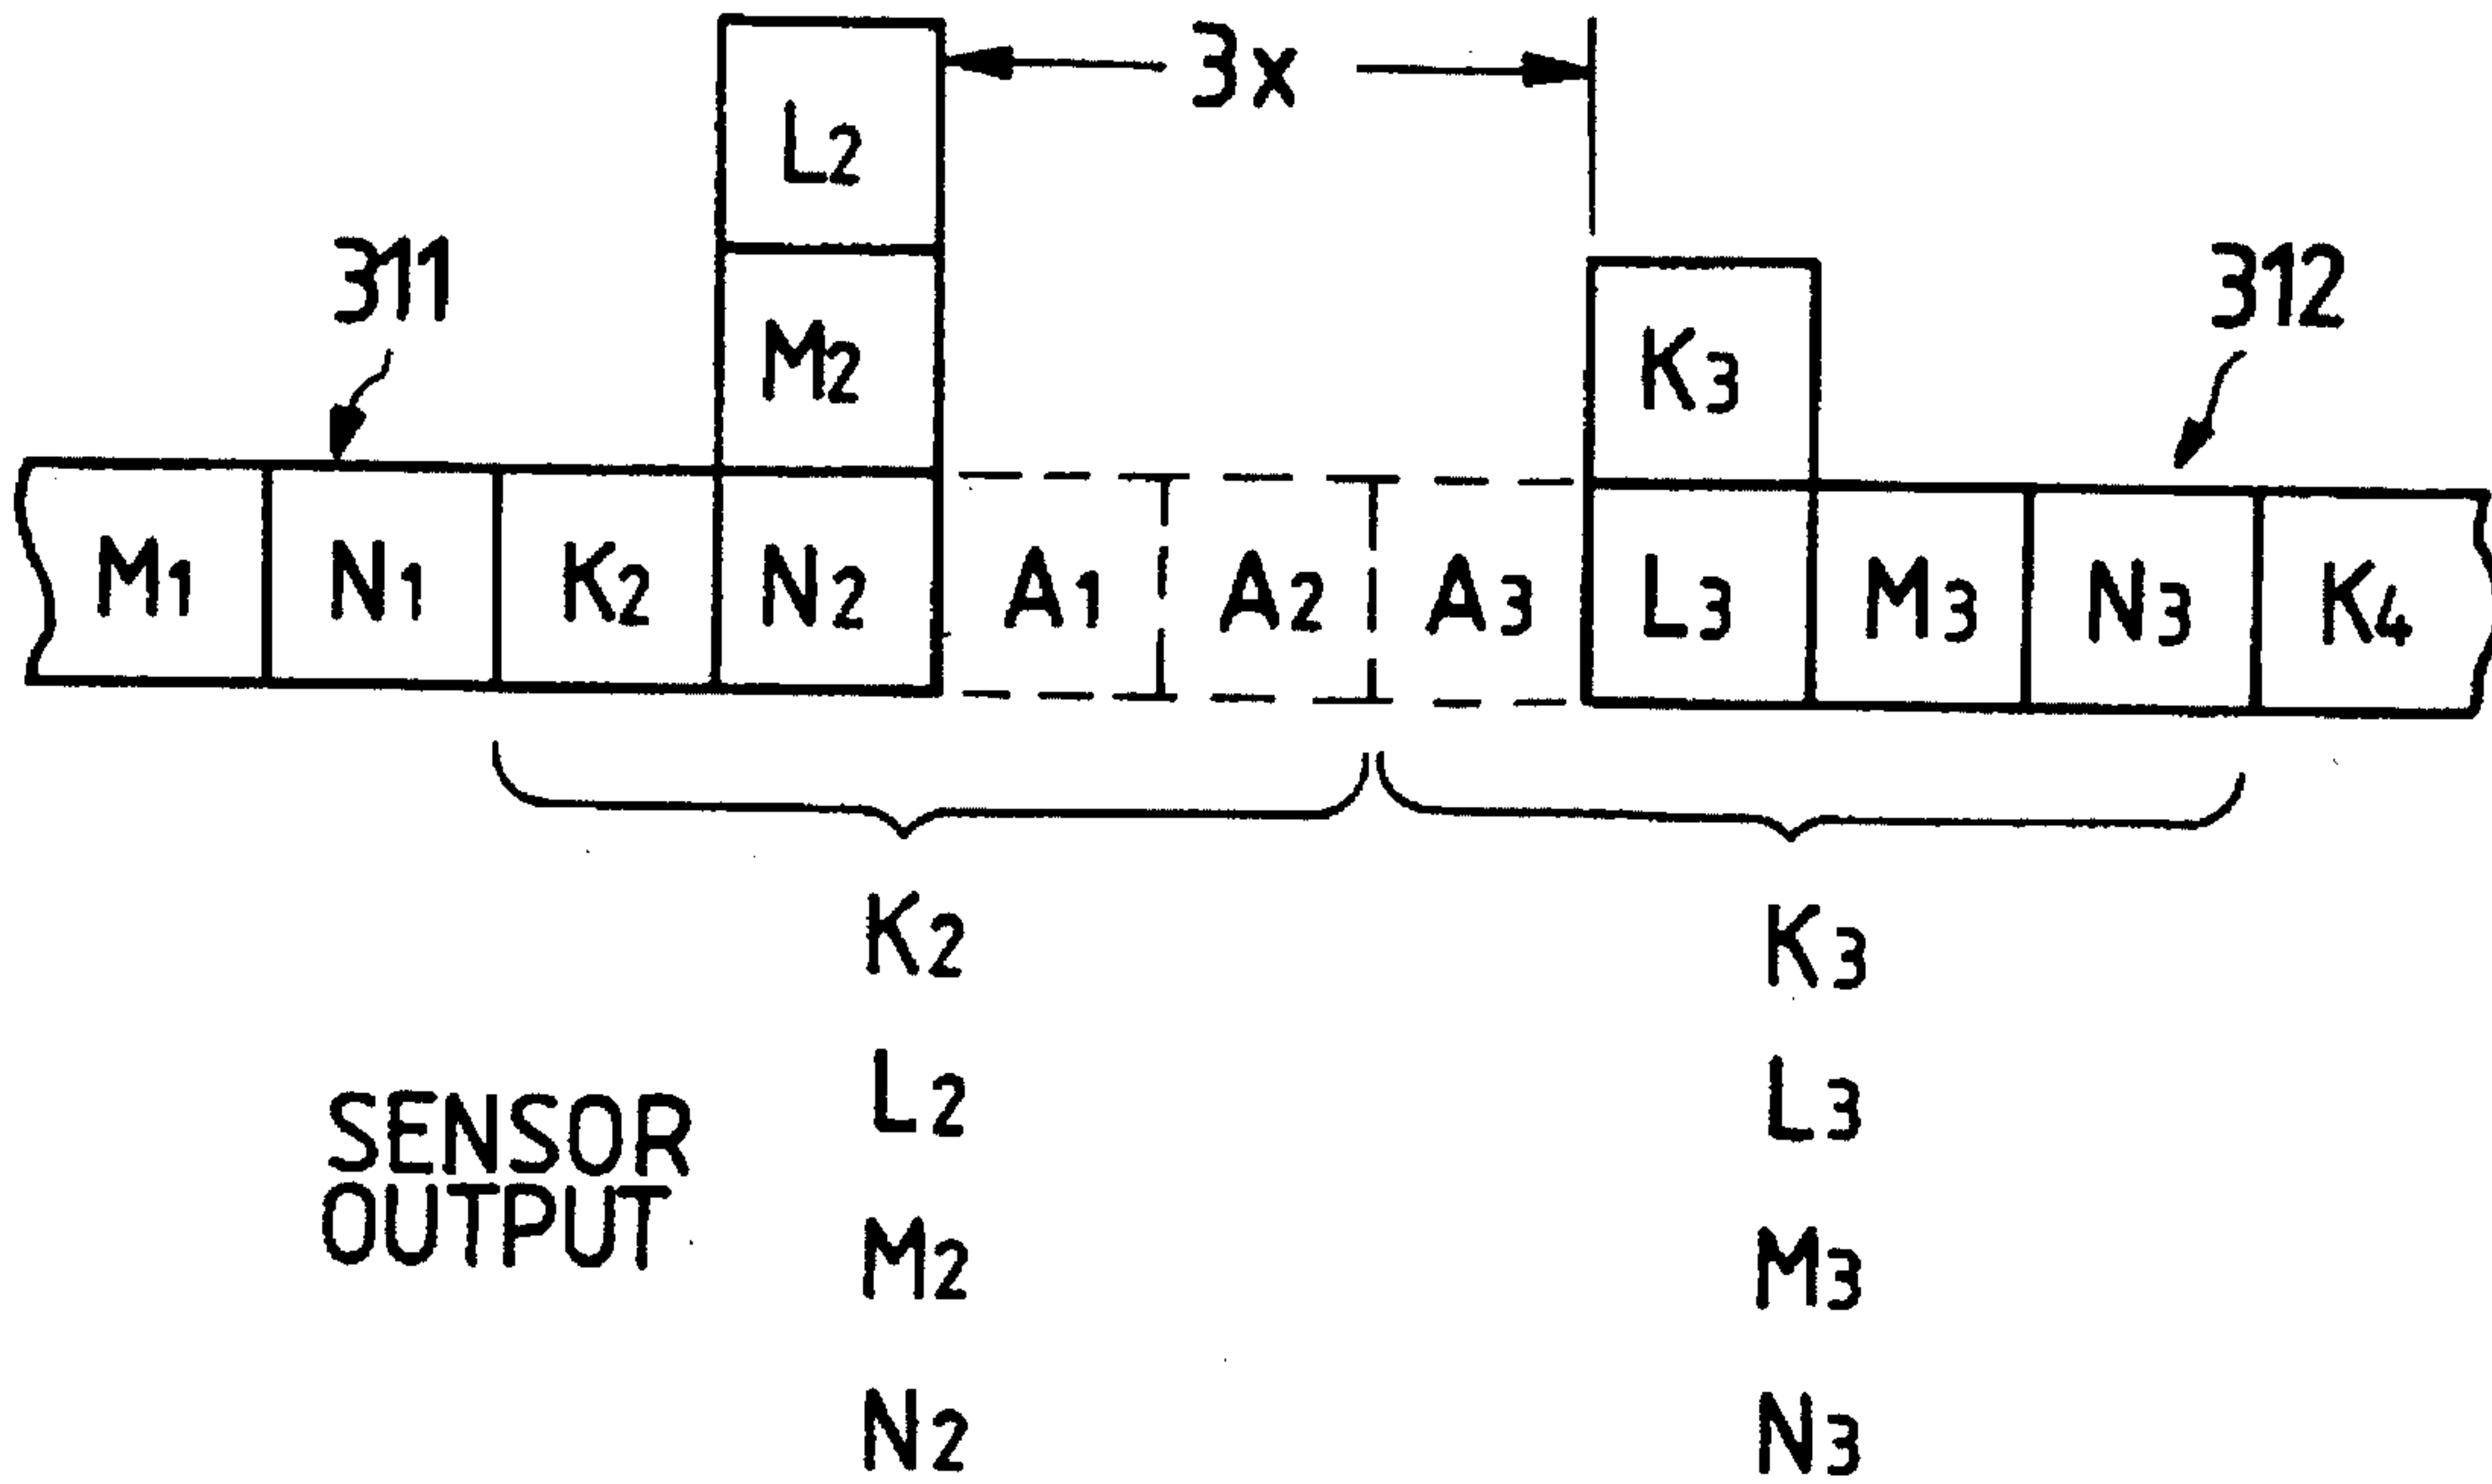 L2
3x
311
M2
K3
312
M1 N1 K2 N2 A1 A2 A3 L3 M3 N3 K4
K2 K3
L2 L3
SENSOR
OUTPUT
M2 M3
N2 N3